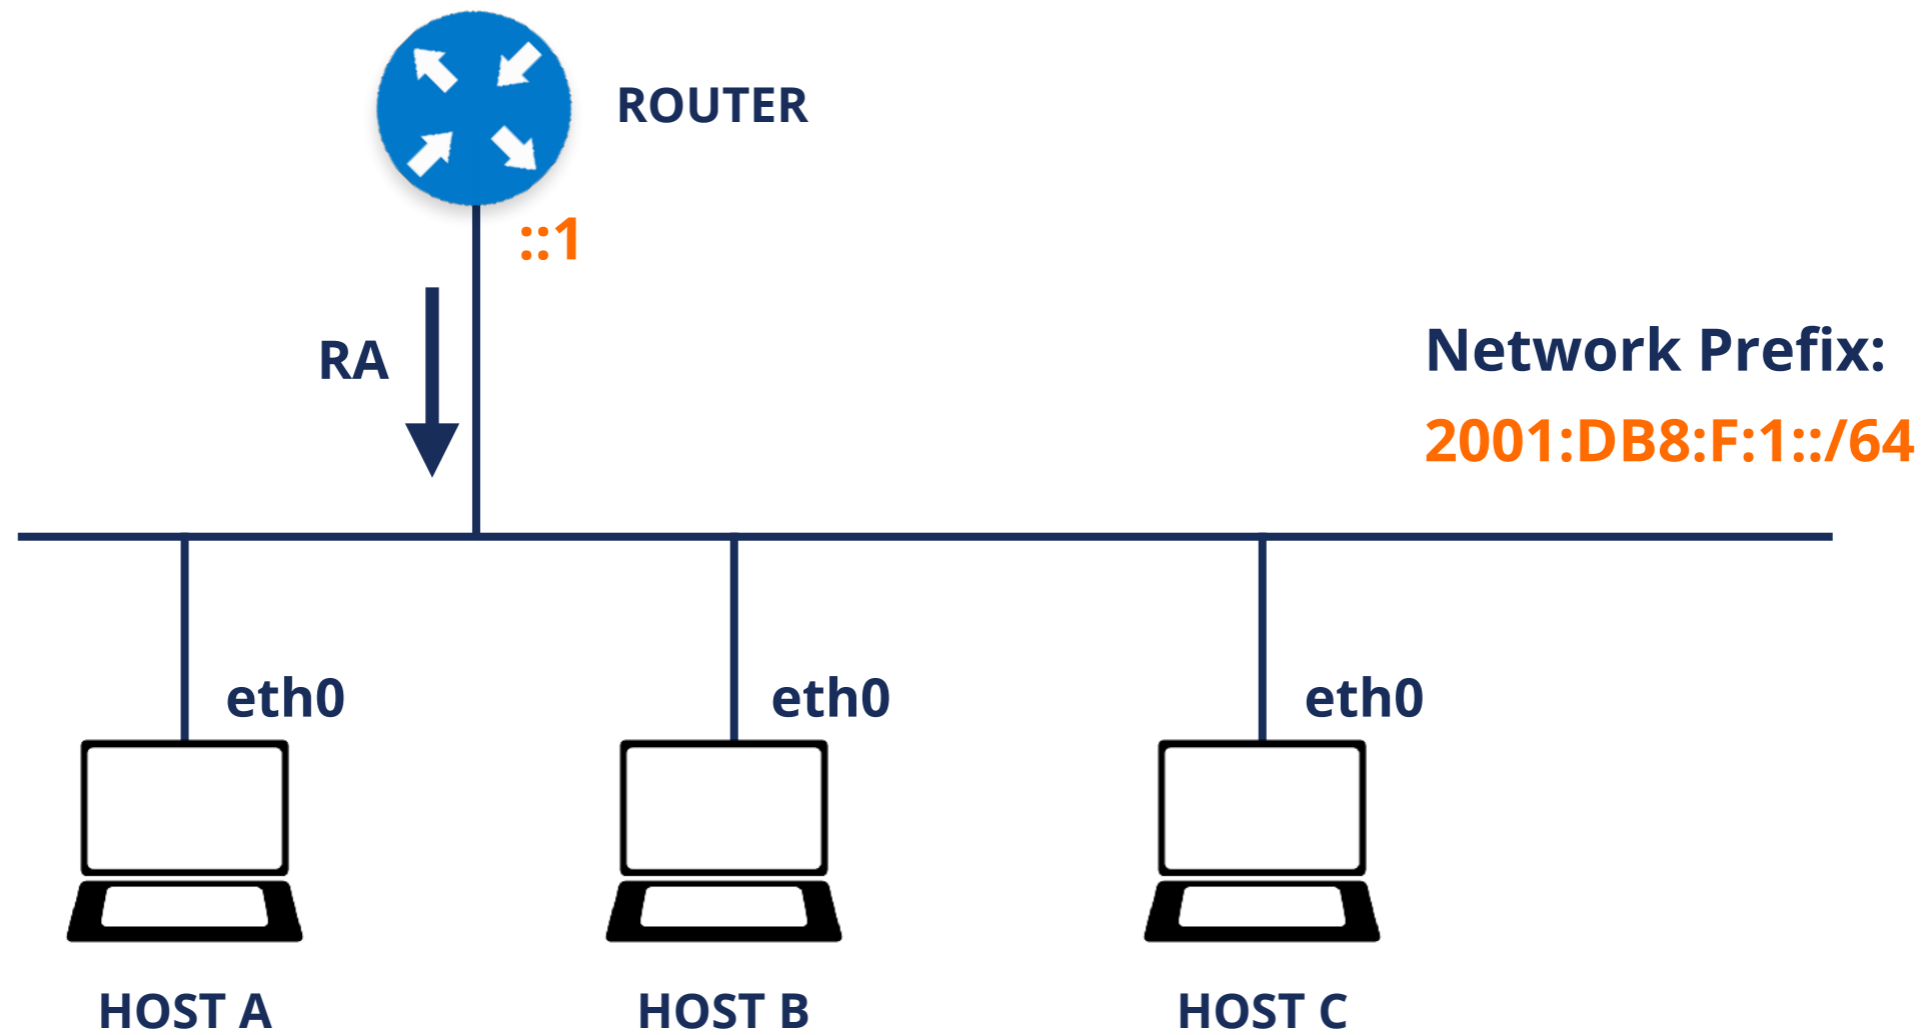 ROUTER
::1
RA
Network Prefix:
2001:DB8:F:1::/64
eth0
eth0
eth0
HOST A
HOST B
HOST C